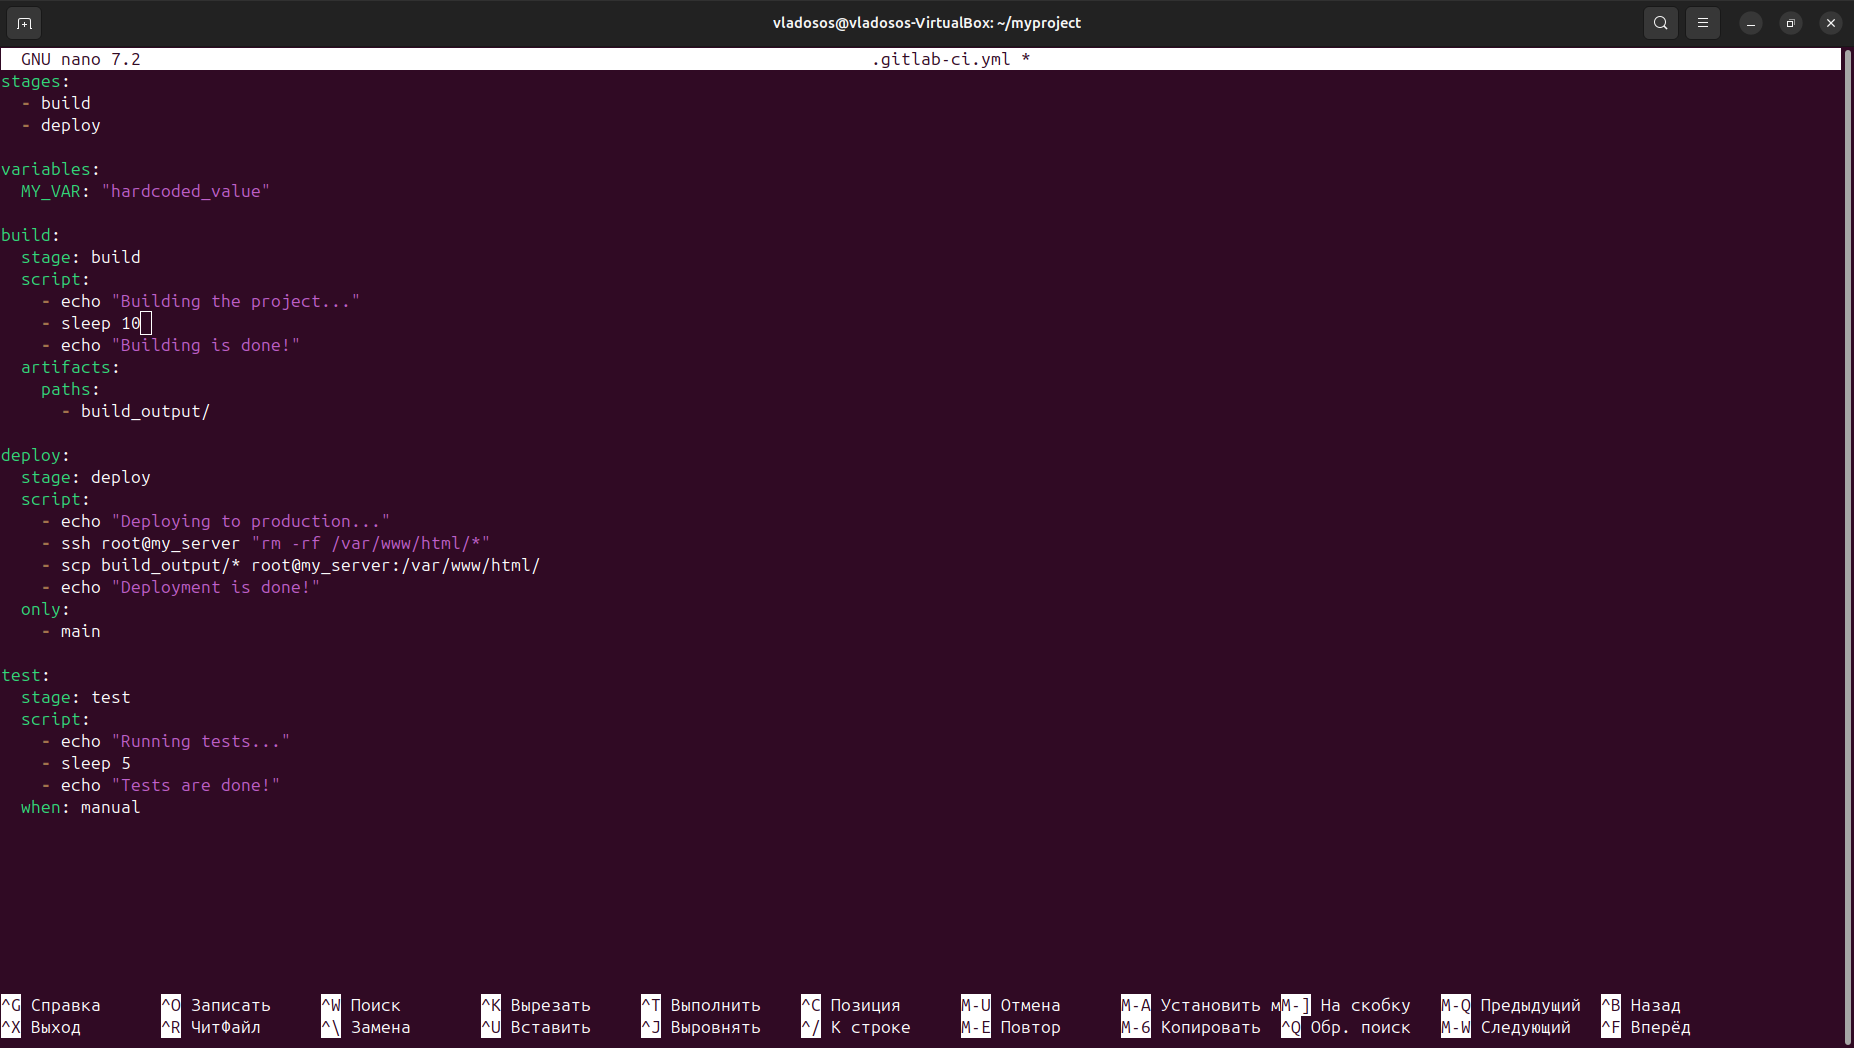 vladosos@vladosos-VirtualBox: ~/myproject
GNU nano 7.2 .gitlab-ci.yml *
stages:
  - build
  - deploy

variables:
  MY_VAR: "hardcoded_value"

build:
  stage: build
  script:
    - echo "Building the project..."
    - sleep 10
    - echo "Building is done!"
  artifacts:
    paths:
      - build_output/

deploy:
  stage: deploy
  script:
    - echo "Deploying to production..."
    - ssh root@my_server "rm -rf /var/www/html/*"
    - scp build_output/* root@my_server:/var/www/html/
    - echo "Deployment is done!"
  only:
    - main

test:
  stage: test
  script:
    - echo "Running tests..."
    - sleep 5
    - echo "Tests are done!"
  when: manual

^G Справка ^O Записать ^W Поиск ^K Вырезать ^T Выполнить ^C Позиция M-U Отмена M-A Установить мM-] На скобку M-Q Предыдущий ^B Назад
^X Выход ^R ЧитФайл ^\ Замена ^U Вставить ^J Выровнять ^/ К строке M-E Повтор M-6 Копировать ^Q Обр. поиск M-W Следующий ^F Вперёд